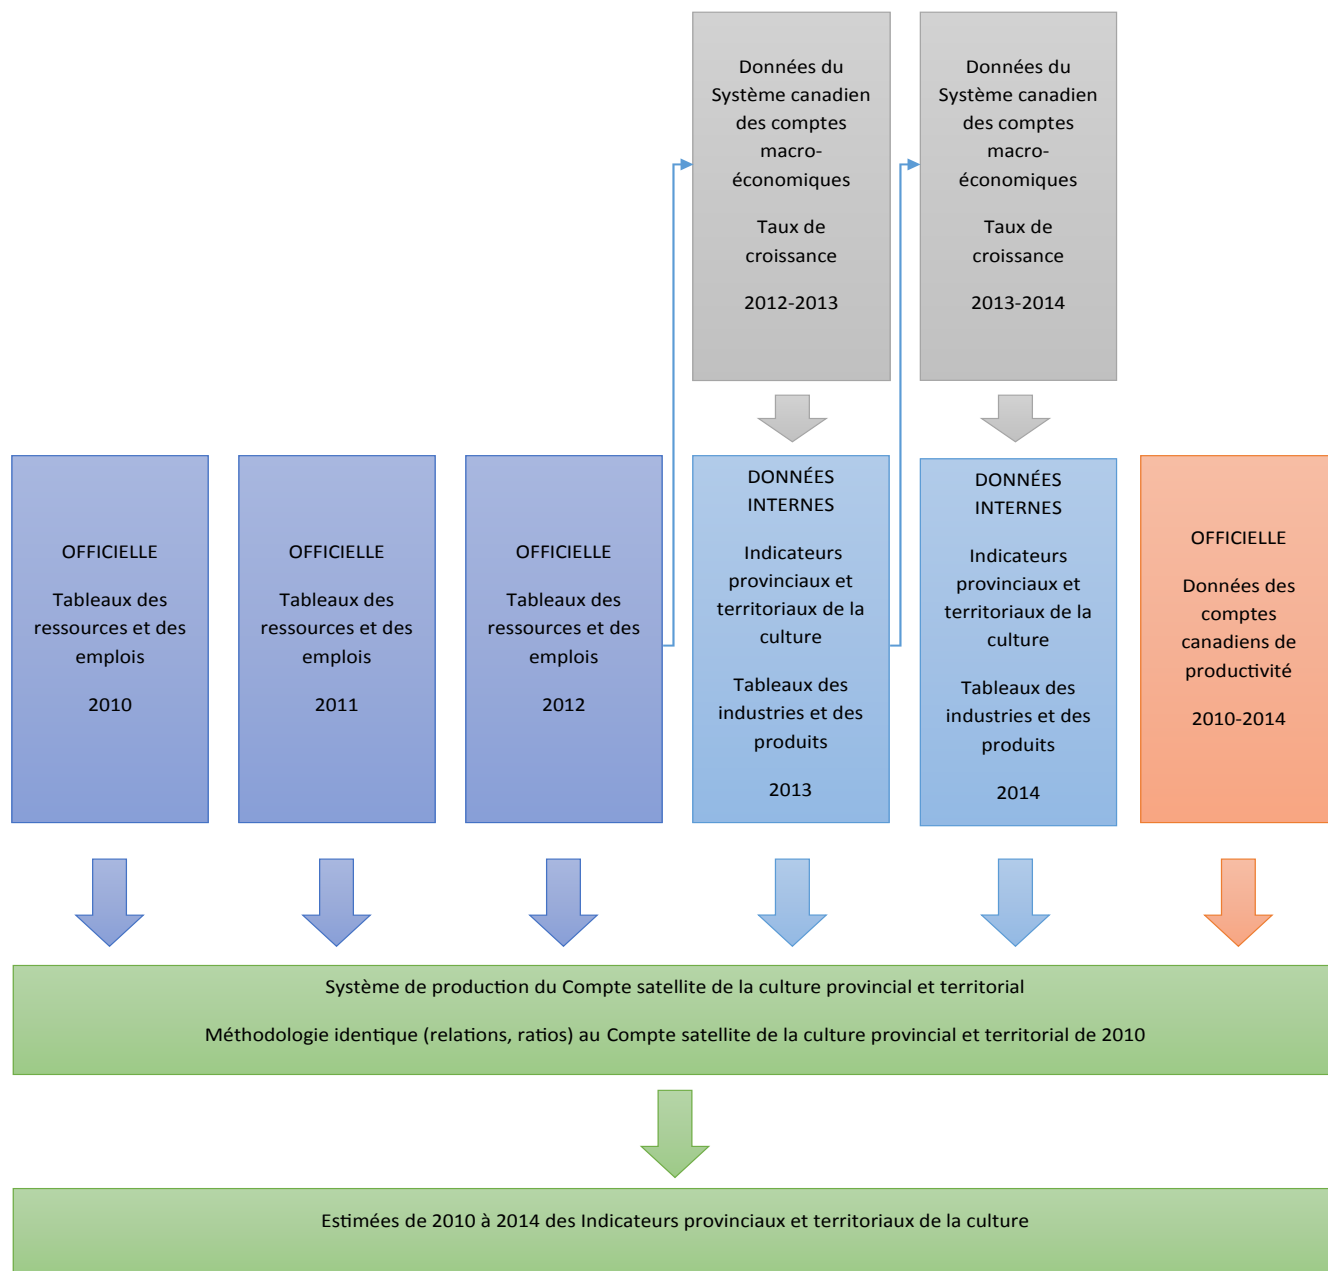 Données du
Système canadien
des comptes
macro-
économiques
Taux de
croissance
2012-2013
Données du
Système canadien
des comptes
macro-
économiques
Taux de
croissance
2013-2014
OFFICIELLE
Tableaux des
ressources et des
emplois
2010
OFFICIELLE
Tableaux des
ressources et des
emplois
2011
OFFICIELLE
Tableaux des
ressources et des
emplois
2012
DONNÉES
INTERNES
Indicateurs
provinciaux et
territoriaux de la
culture
Tableaux des
industries et des
produits
2013
DONNÉES
INTERNES
Indicateurs
provinciaux et
territoriaux de la
culture
Tableaux des
industries et des
produits
2014
OFFICIELLE
Données des
comptes
canadiens de
productivité
2010-2014
Système de production du Compte satellite de la culture provincial et territorial
Méthodologie identique (relations, ratios) au Compte satellite de la culture provincial et territorial de 2010
Estimées de 2010 à 2014 des Indicateurs provinciaux et territoriaux de la culture